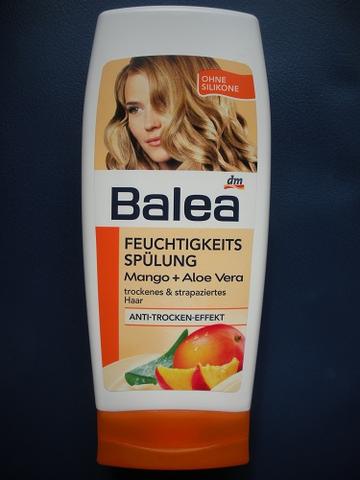 OHNE
SILIKONE
dm
Balea
FEUCHTIGKEITS
SPÜLUNG
Mango + Aloe Vera
trockenes & strapaziertes
Haar
ANTI-TROCKEN-EFFEKT